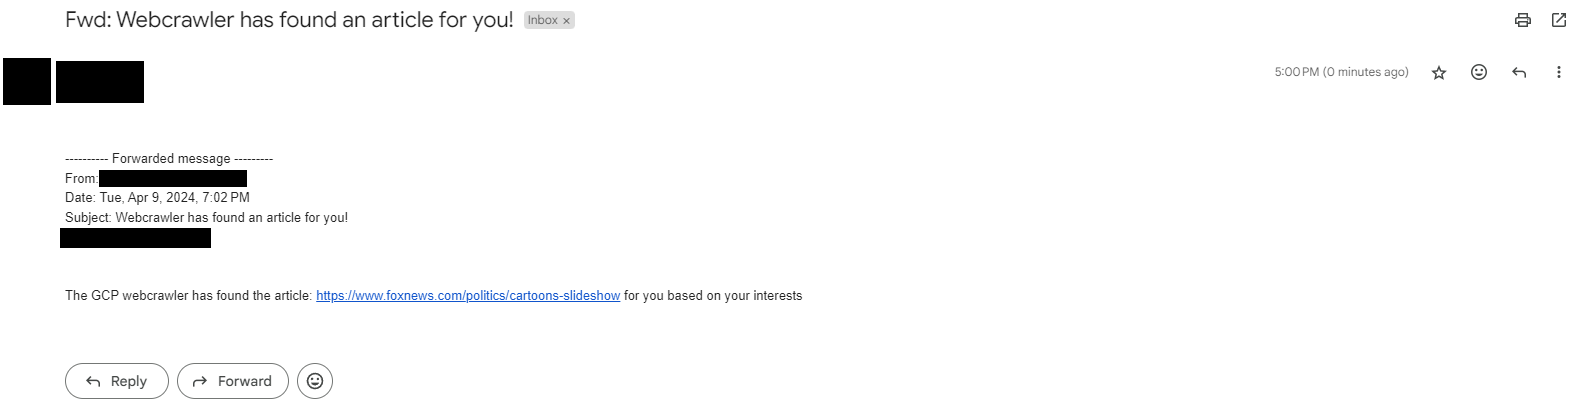 Fwd: Webcrawler has found an article for you! Inbox ×
5:00 PM (0 minutes ago)
---------- Forwarded message ---------
From:
Date: Tue, Apr 9, 2024, 7:02 PM
Subject: Webcrawler has found an article for you!
The GCP webcrawler has found the article: https://www.foxnews.com/politics/cartoons-slideshow for you based on your interests
Reply Forward